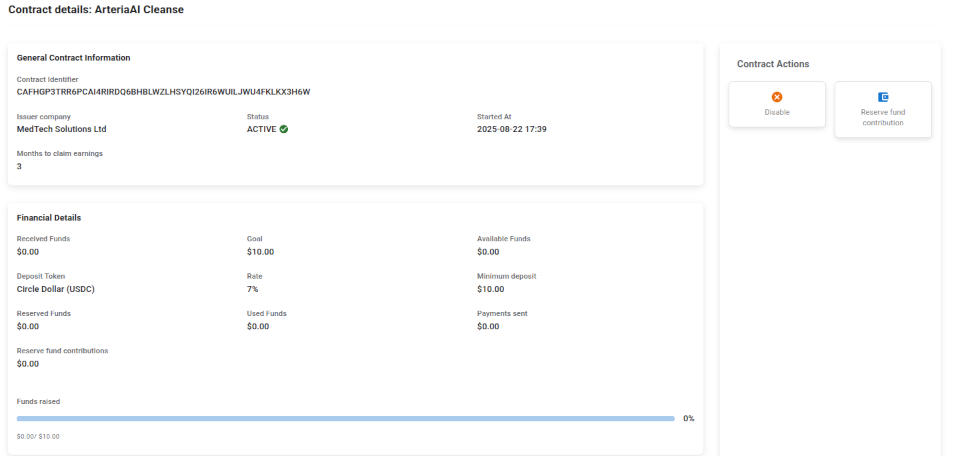 Contract details: ArteriaAI Cleanse
General Contract Information
Contract Identifier
CAFHGP3TRR6PCAI4RIRDQ6BHBLWZLHSYQI26IR6WUILJWU4FKLKX3H6W
Issuer company
Status
Started At
MedTech Solutions Ltd
ACTIVE
2025-08-22 17:39
Months to claim earnings
3
Financial Details
Received Funds
Goal
Available Funds
$0.00
$10.00
$0.00
Deposit Token
Rate
Minimum deposit
Circle Dollar (USDC)
7%
$10.00
Reserved Funds
Used Funds
Payments sent
$0.00
$0.00
$0.00
Reserve fund contributions
$0.00
Funds raised
0%
$0.00/ $10.00
Contract Actions
Disable
Reserve fund
contribution